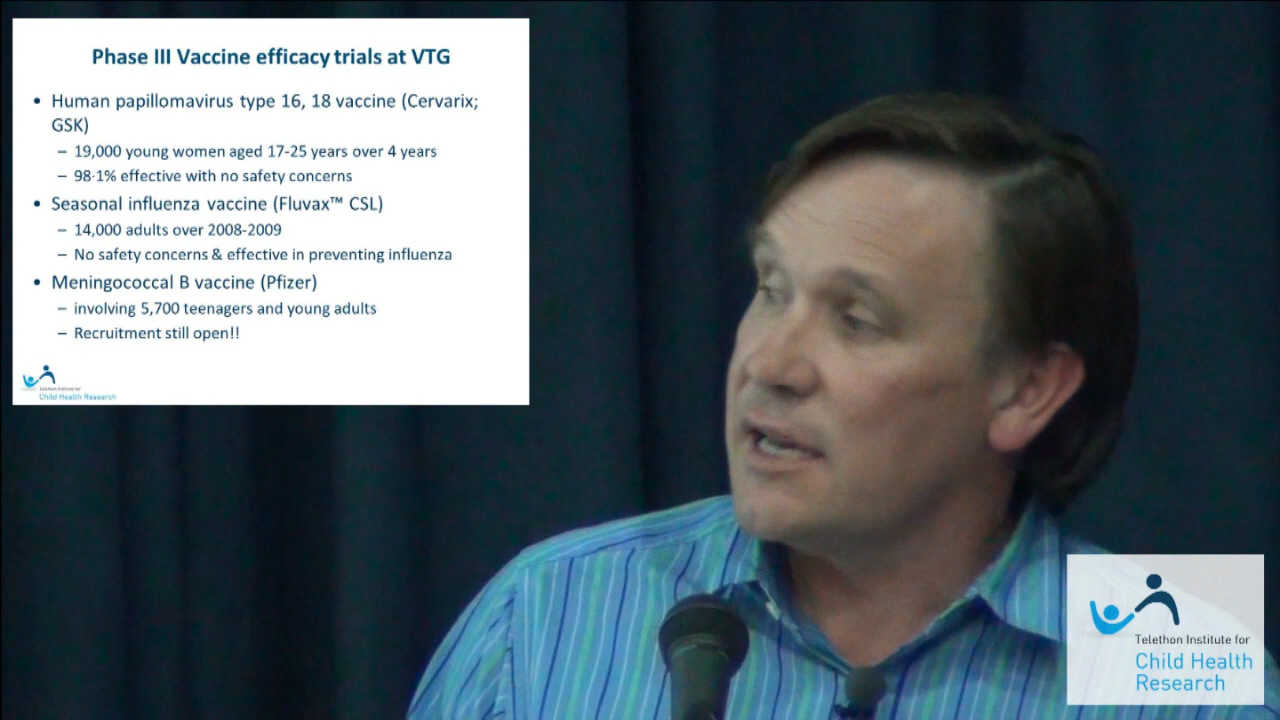 Phase III Vaccine efficacy trials at VTG
• Human papillomavirus type 16, 18 vaccine (Cervarix;
GSK)
– 19,000 young women aged 17-25 years over 4 years
– 98·1% effective with no safety concerns
• Seasonal influenza vaccine (Fluvax™ CSL)
– 14,000 adults over 2008-2009
– No safety concerns & effective in preventing influenza
• Meningococcal B vaccine (Pfizer)
– involving 5,700 teenagers and young adults
– Recruitment still open!!
Telethon Institute for
Child Health Research
Telethon Institute for
Child Health
Research